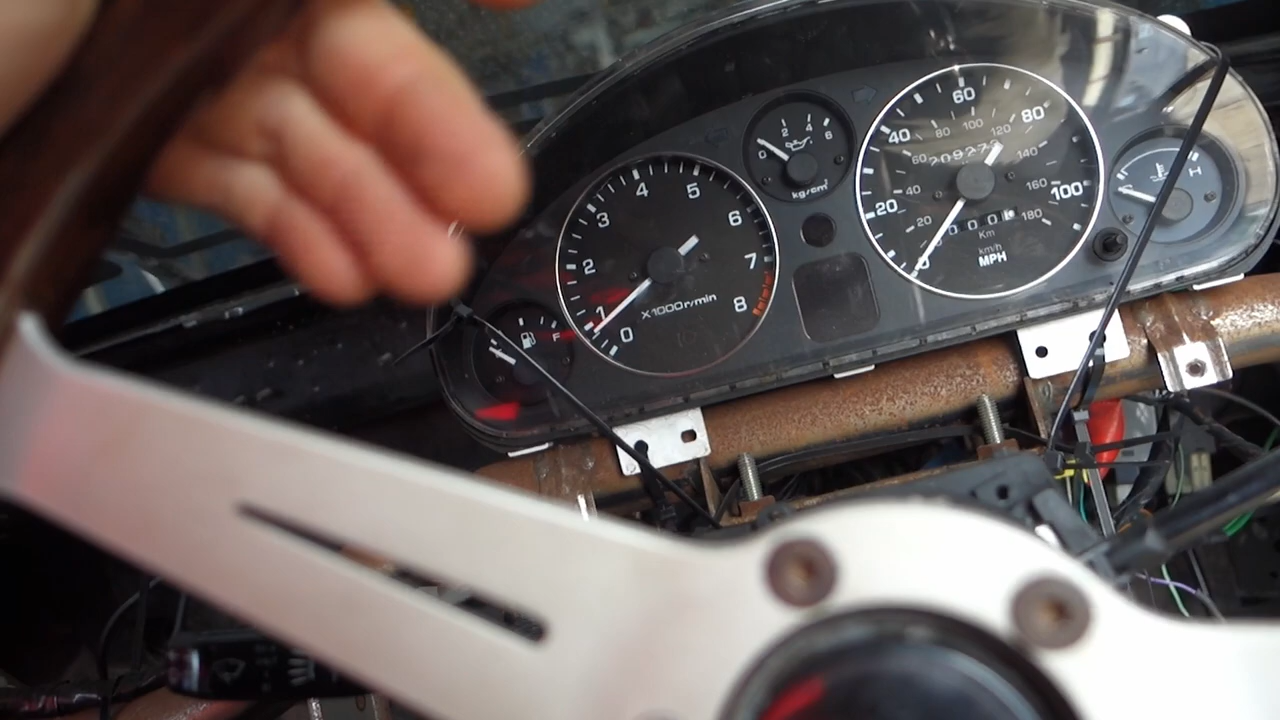 0 1 2 3 4 5 6 7 8
X1000r/min
F
0 2 4 6
kg/cm²
20 40 60 80 100
20 40 60 80 100 120 140 160 180
Km
km/h
MPH
H